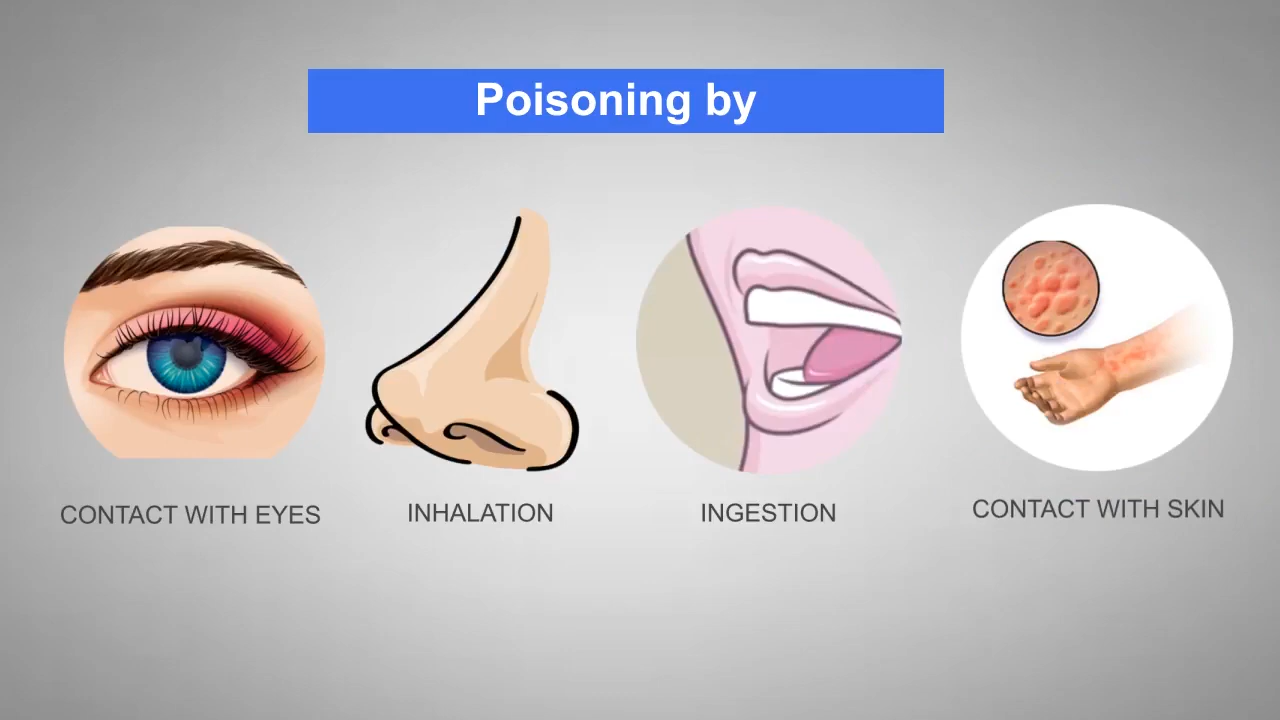 Poisoning by
CONTACT WITH EYES
INHALATION
INGESTION
CONTACT WITH SKIN